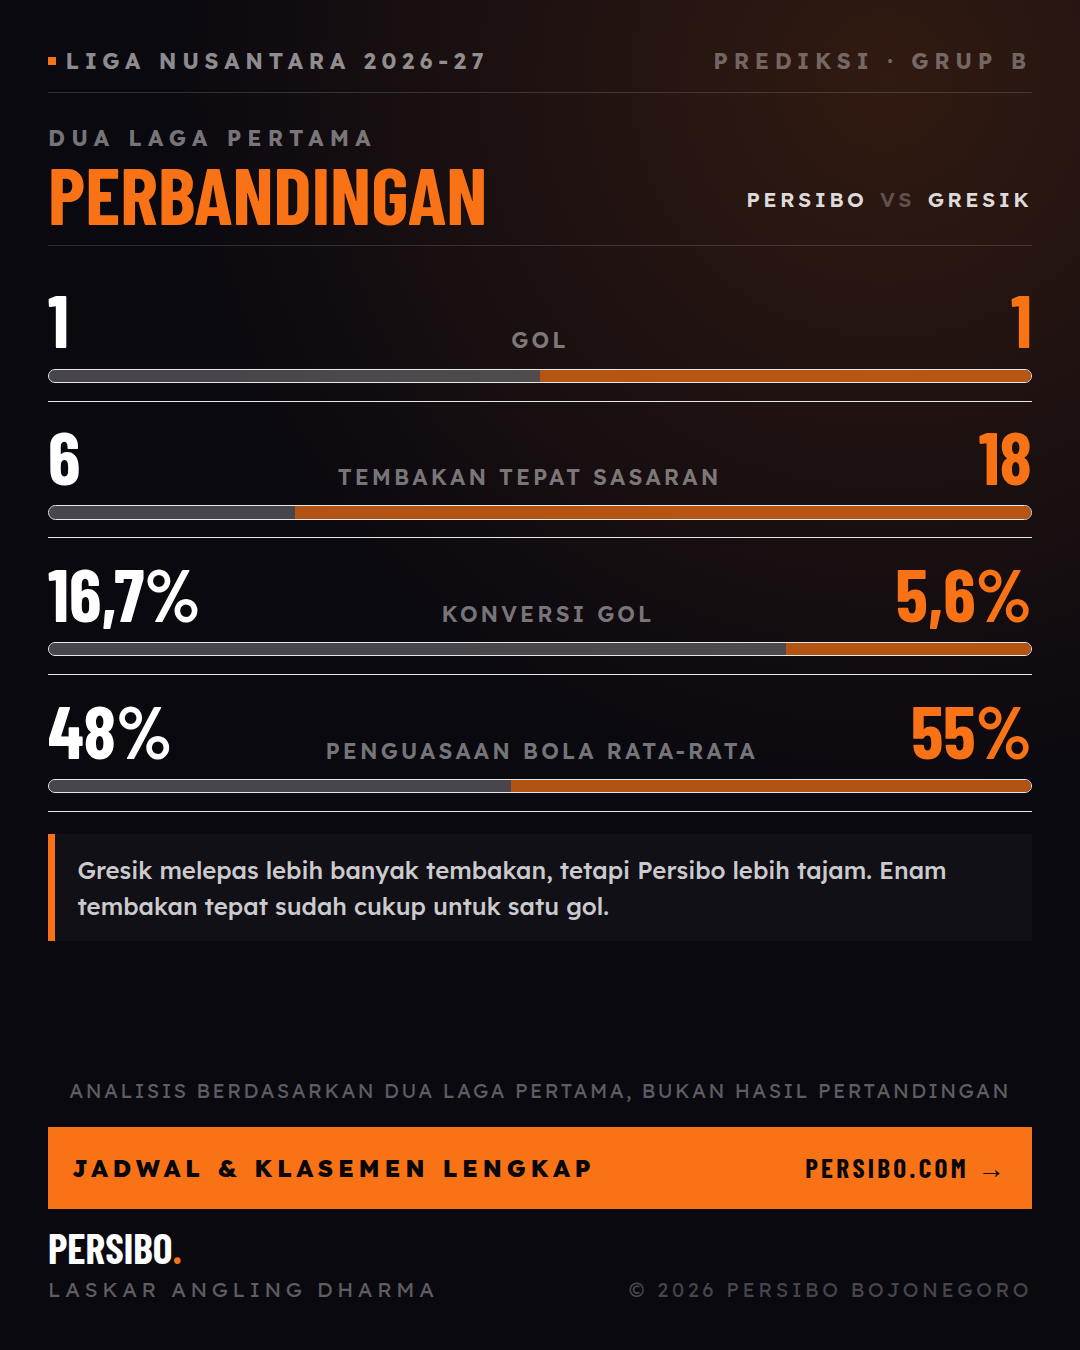 LIGA NUSANTARA 2026-27
PREDIKSI · GRUP B
DUA LAGA PERTAMA
PERBANDINGAN
PERSIBO VS GRESIK
1 GOL 1
6 TEMBAKAN TEPAT SASARAN 18
16,7% KONVERSI GOL 5,6%
48% PENGUASAAN BOLA RATA-RATA 55%
Gresik melepas lebih banyak tembakan, tetapi Persibo lebih tajam. Enam
tembakan tepat sudah cukup untuk satu gol.
ANALISIS BERDASARKAN DUA LAGA PERTAMA, BUKAN HASIL PERTANDINGAN
JADWAL & KLASEMEN LENGKAP
PERSIBO.COM →
PERSIBO.
LASKAR ANGLING DHARMA
© 2026 PERSIBO BOJONEGORO